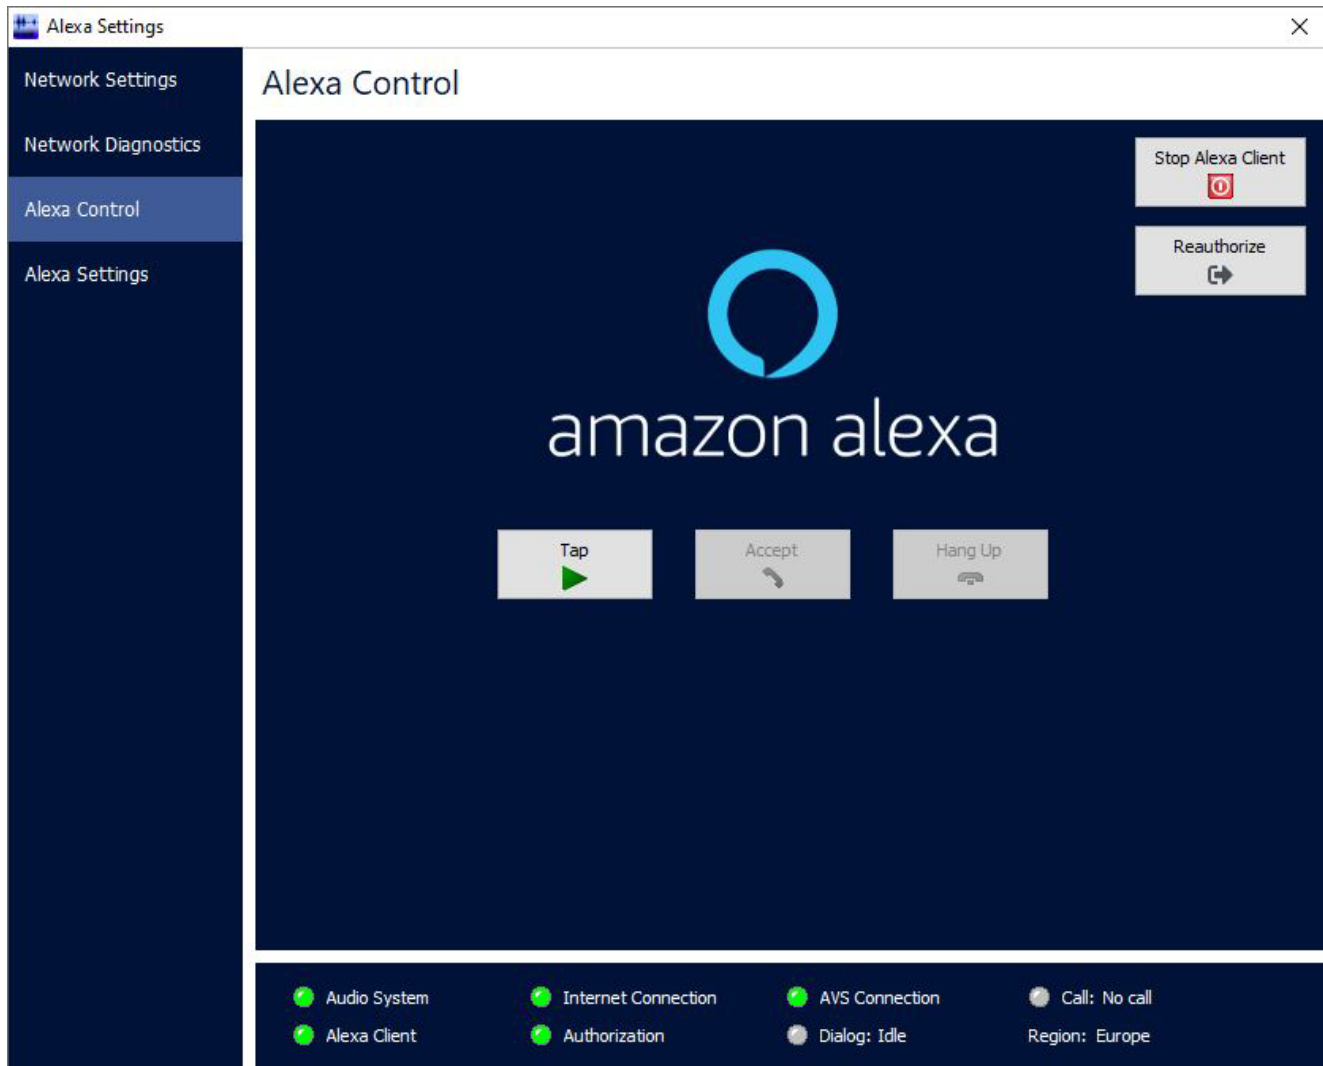 Alexa Settings
Network Settings
Network Diagnostics
Alexa Control
Alexa Settings
Alexa Control
Stop Alexa Client
Reauthorize
amazon alexa
Tap
Accept
Hang Up
Audio System
Internet Connection
AVS Connection
Call: No call
Alexa Client
Authorization
Dialog: Idle
Region: Europe